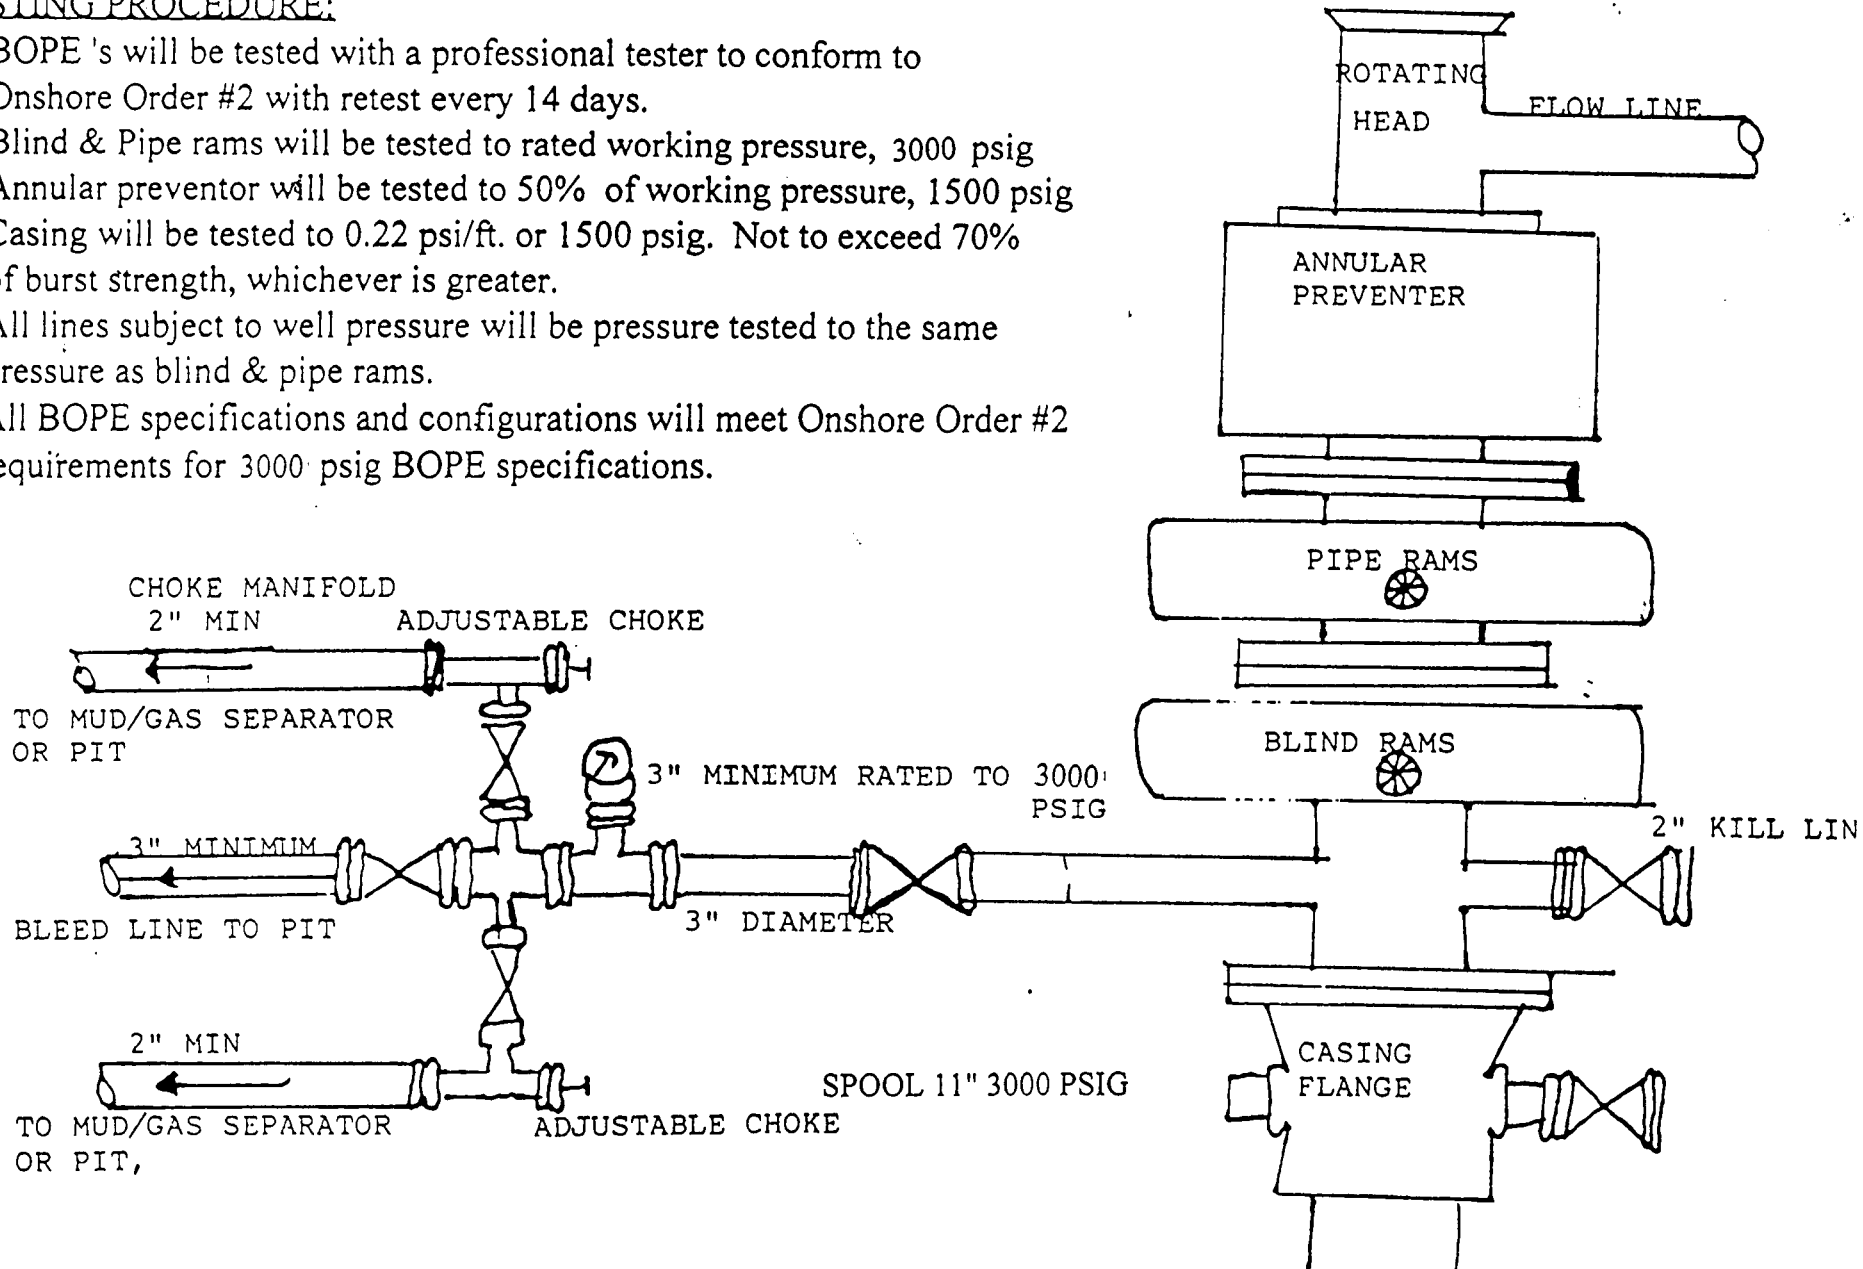 STING PROCEDURE:
BOPE 's will be tested with a professional tester to conform to
Onshore Order #2 with retest every 14 days.
Blind & Pipe rams will be tested to rated working pressure, 3000 psig
Annular preventor will be tested to 50% of working pressure, 1500 psig
Casing will be tested to 0.22 psi/ft. or 1500 psig. Not to exceed 70%
of burst strength, whichever is greater.
All lines subject to well pressure will be pressure tested to the same
ressure as blind & pipe rams.
All BOPE specifications and configurations will meet Onshore Order #2
equirements for 3000 psig BOPE specifications.
ROTATING
HEAD
FLOW LINE
ANNULAR
PREVENTER
PIPE RAMS
BLIND RAMS
2" KILL LIN
CHOKE MANIFOLD
2" MIN
ADJUSTABLE CHOKE
TO MUD/GAS SEPARATOR
OR PIT
3" MINIMUM RATED TO 3000
PSIG
3" MINIMUM
BLEED LINE TO PIT
3" DIAMETER
2" MIN
TO MUD/GAS SEPARATOR
OR PIT,
ADJUSTABLE CHOKE
SPOOL 11" 3000 PSIG
CASING
FLANGE